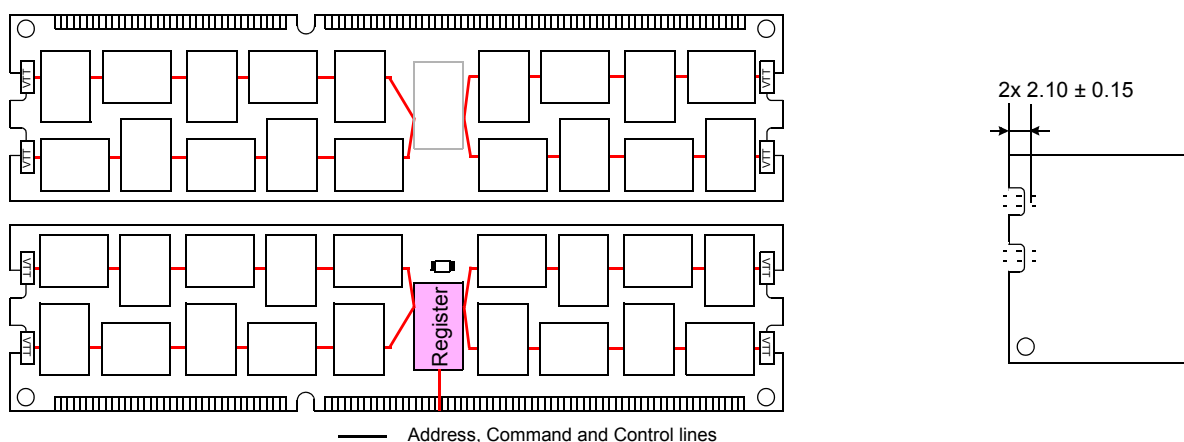 VTT
VTT
2x 2.10 ± 0.15
VTT
VTT
VTT
VTT
Register
VTT
VTT
Address, Command and Control lines